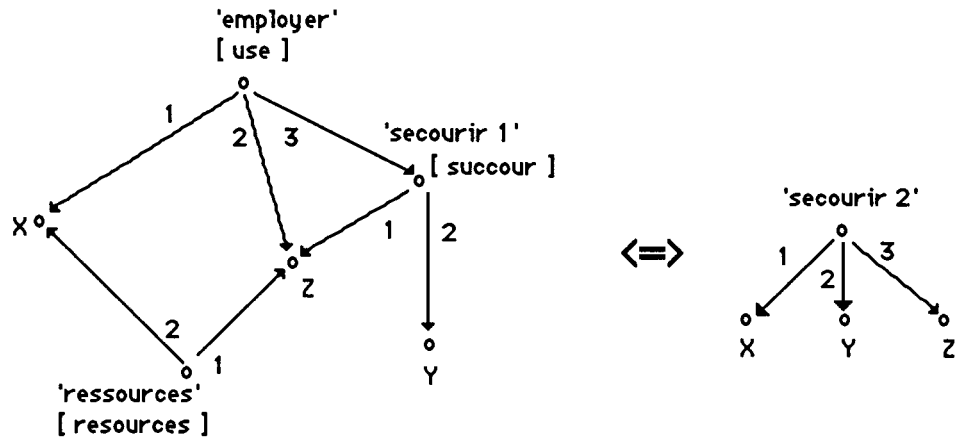 'employer'
[ use ]
1
2
3
'secourir 1'
[ succour ]
X
1
2
Z
2
1
Y
'ressources'
[ resources ]
<=>
'secourir 2'
1
2
3
X
Y
Z